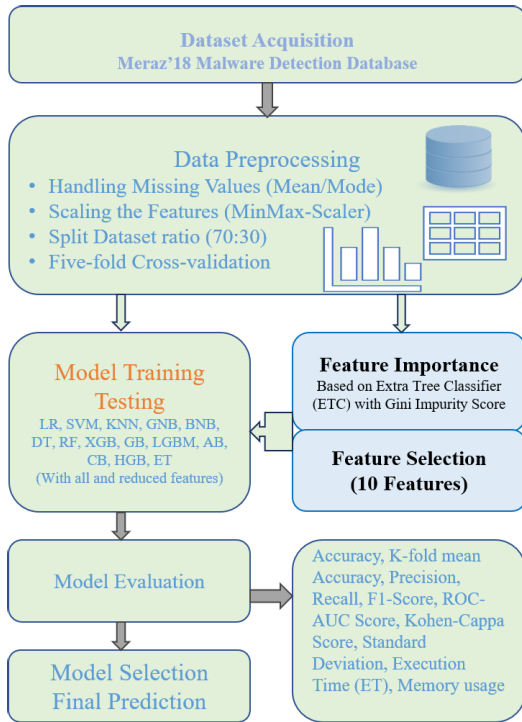 Dataset Acquisition
Meraz'18 Malware Detection Database
Data Preprocessing
• Handling Missing Values (Mean/Mode)
• Scaling the Features (MinMax-Scaler)
• Split Dataset ratio (70:30)
• Five-fold Cross-validation
Model Training
Testing
LR, SVM, KNN, GNB, BNB,
DT, RF, XGB, GB, LGBM, AB,
CB, HGB, ET
(With all and reduced features)
Feature Importance
Based on Extra Tree Classifier
(ETC) with Gini Impurity Score
Feature Selection
(10 Features)
Model Evaluation
Accuracy, K-fold mean
Accuracy, Precision,
Recall, F1-Score, ROC-
AUC Score, Kohen-Cappa
Score, Standard
Deviation, Execution
Time (ET), Memory usage
Model Selection
Final Prediction